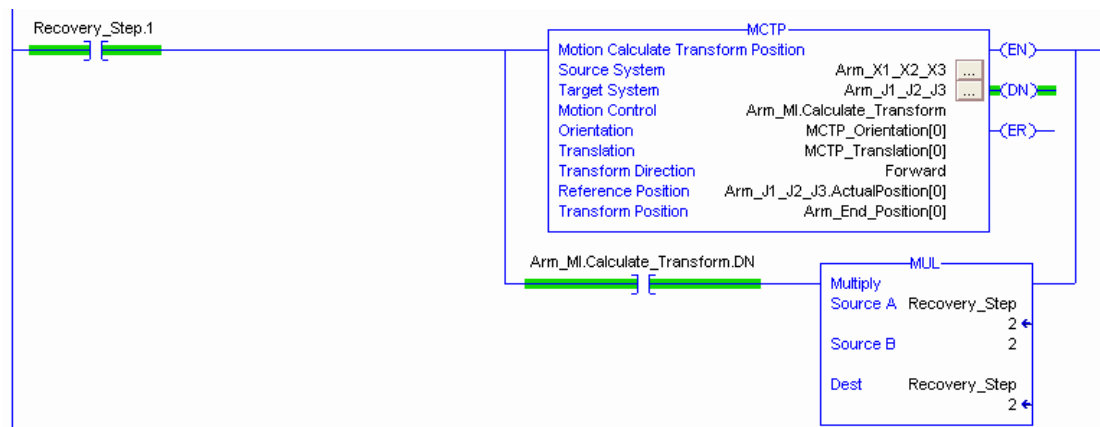 Recovery_Step.1
MCTP
Motion Calculate Transform Position
Source System Arm_X1_X2_X3 ...
Target System Arm_J1_J2_J3 ...
Motion Control Arm_MI.Calculate_Transform
Orientation MCTP_Orientation[0]
Translation MCTP_Translation[0]
Transform Direction Forward
Reference Position Arm_J1_J2_J3.ActualPosition[0]
Transform Position Arm_End_Position[0]
(EN)
(DN)
(ER)
Arm_MI.Calculate_Transform.DN
MUL
Multiply
Source A Recovery_Step
2
Source B 2
Dest Recovery_Step
2